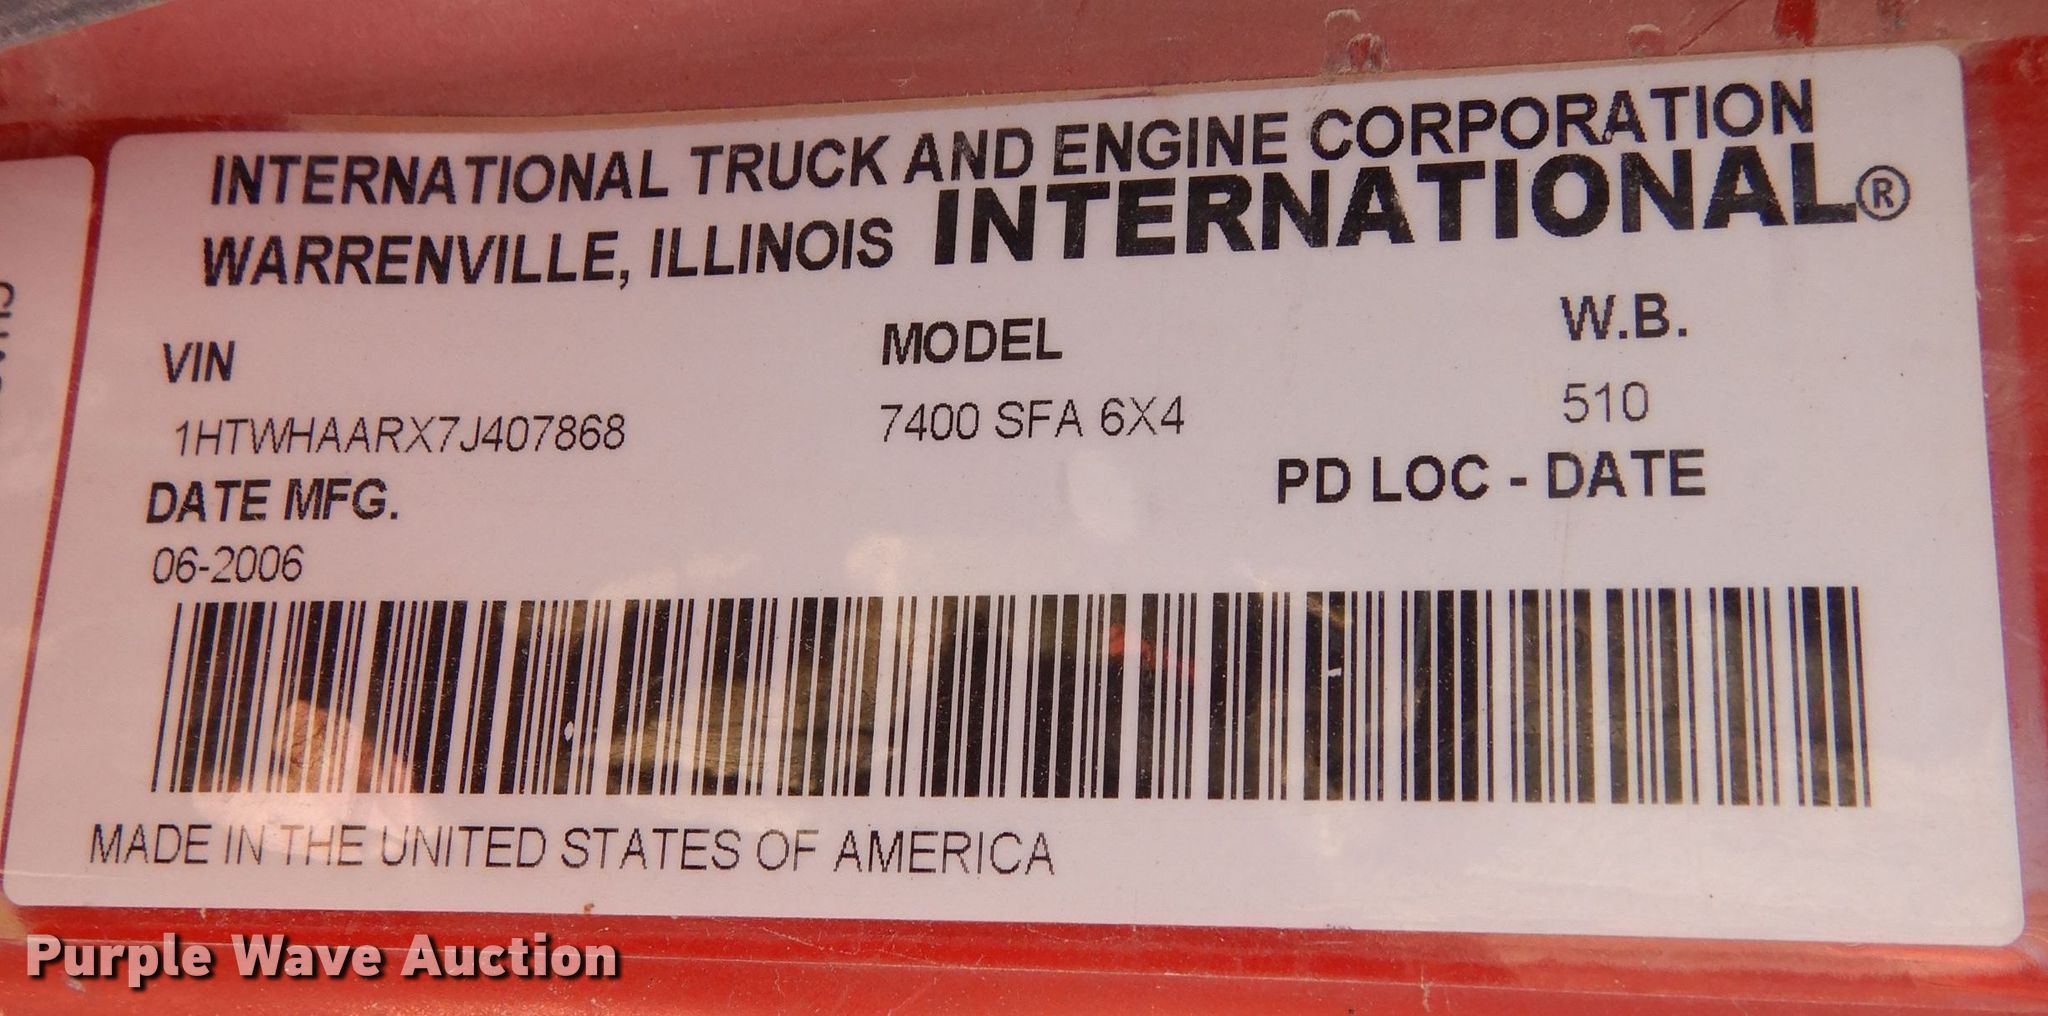 INTERNATIONAL TRUCK AND ENGINE CORPORATION
WARRENVILLE, ILLINOIS INTERNATIONAL®
VIN MODEL W.B.
1HTWHAARX7J407868 7400 SFA 6X4 510
DATE MFG. PD LOC - DATE
06-2006
MADE IN THE UNITED STATES OF AMERICA
Purple Wave Auction